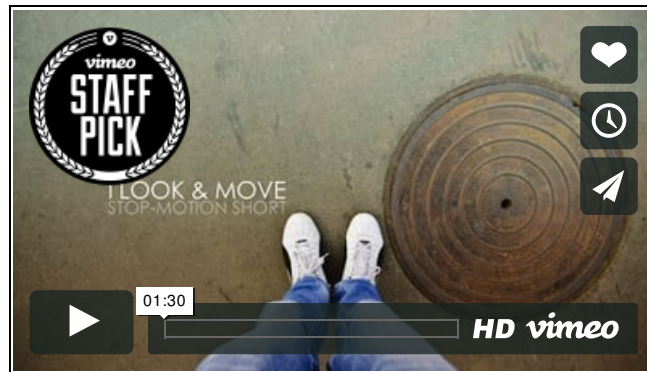 vimeo
STAFF
PICK
I LOOK & MOVE
STOP-MOTION SHORT
01:30
HD vimeo